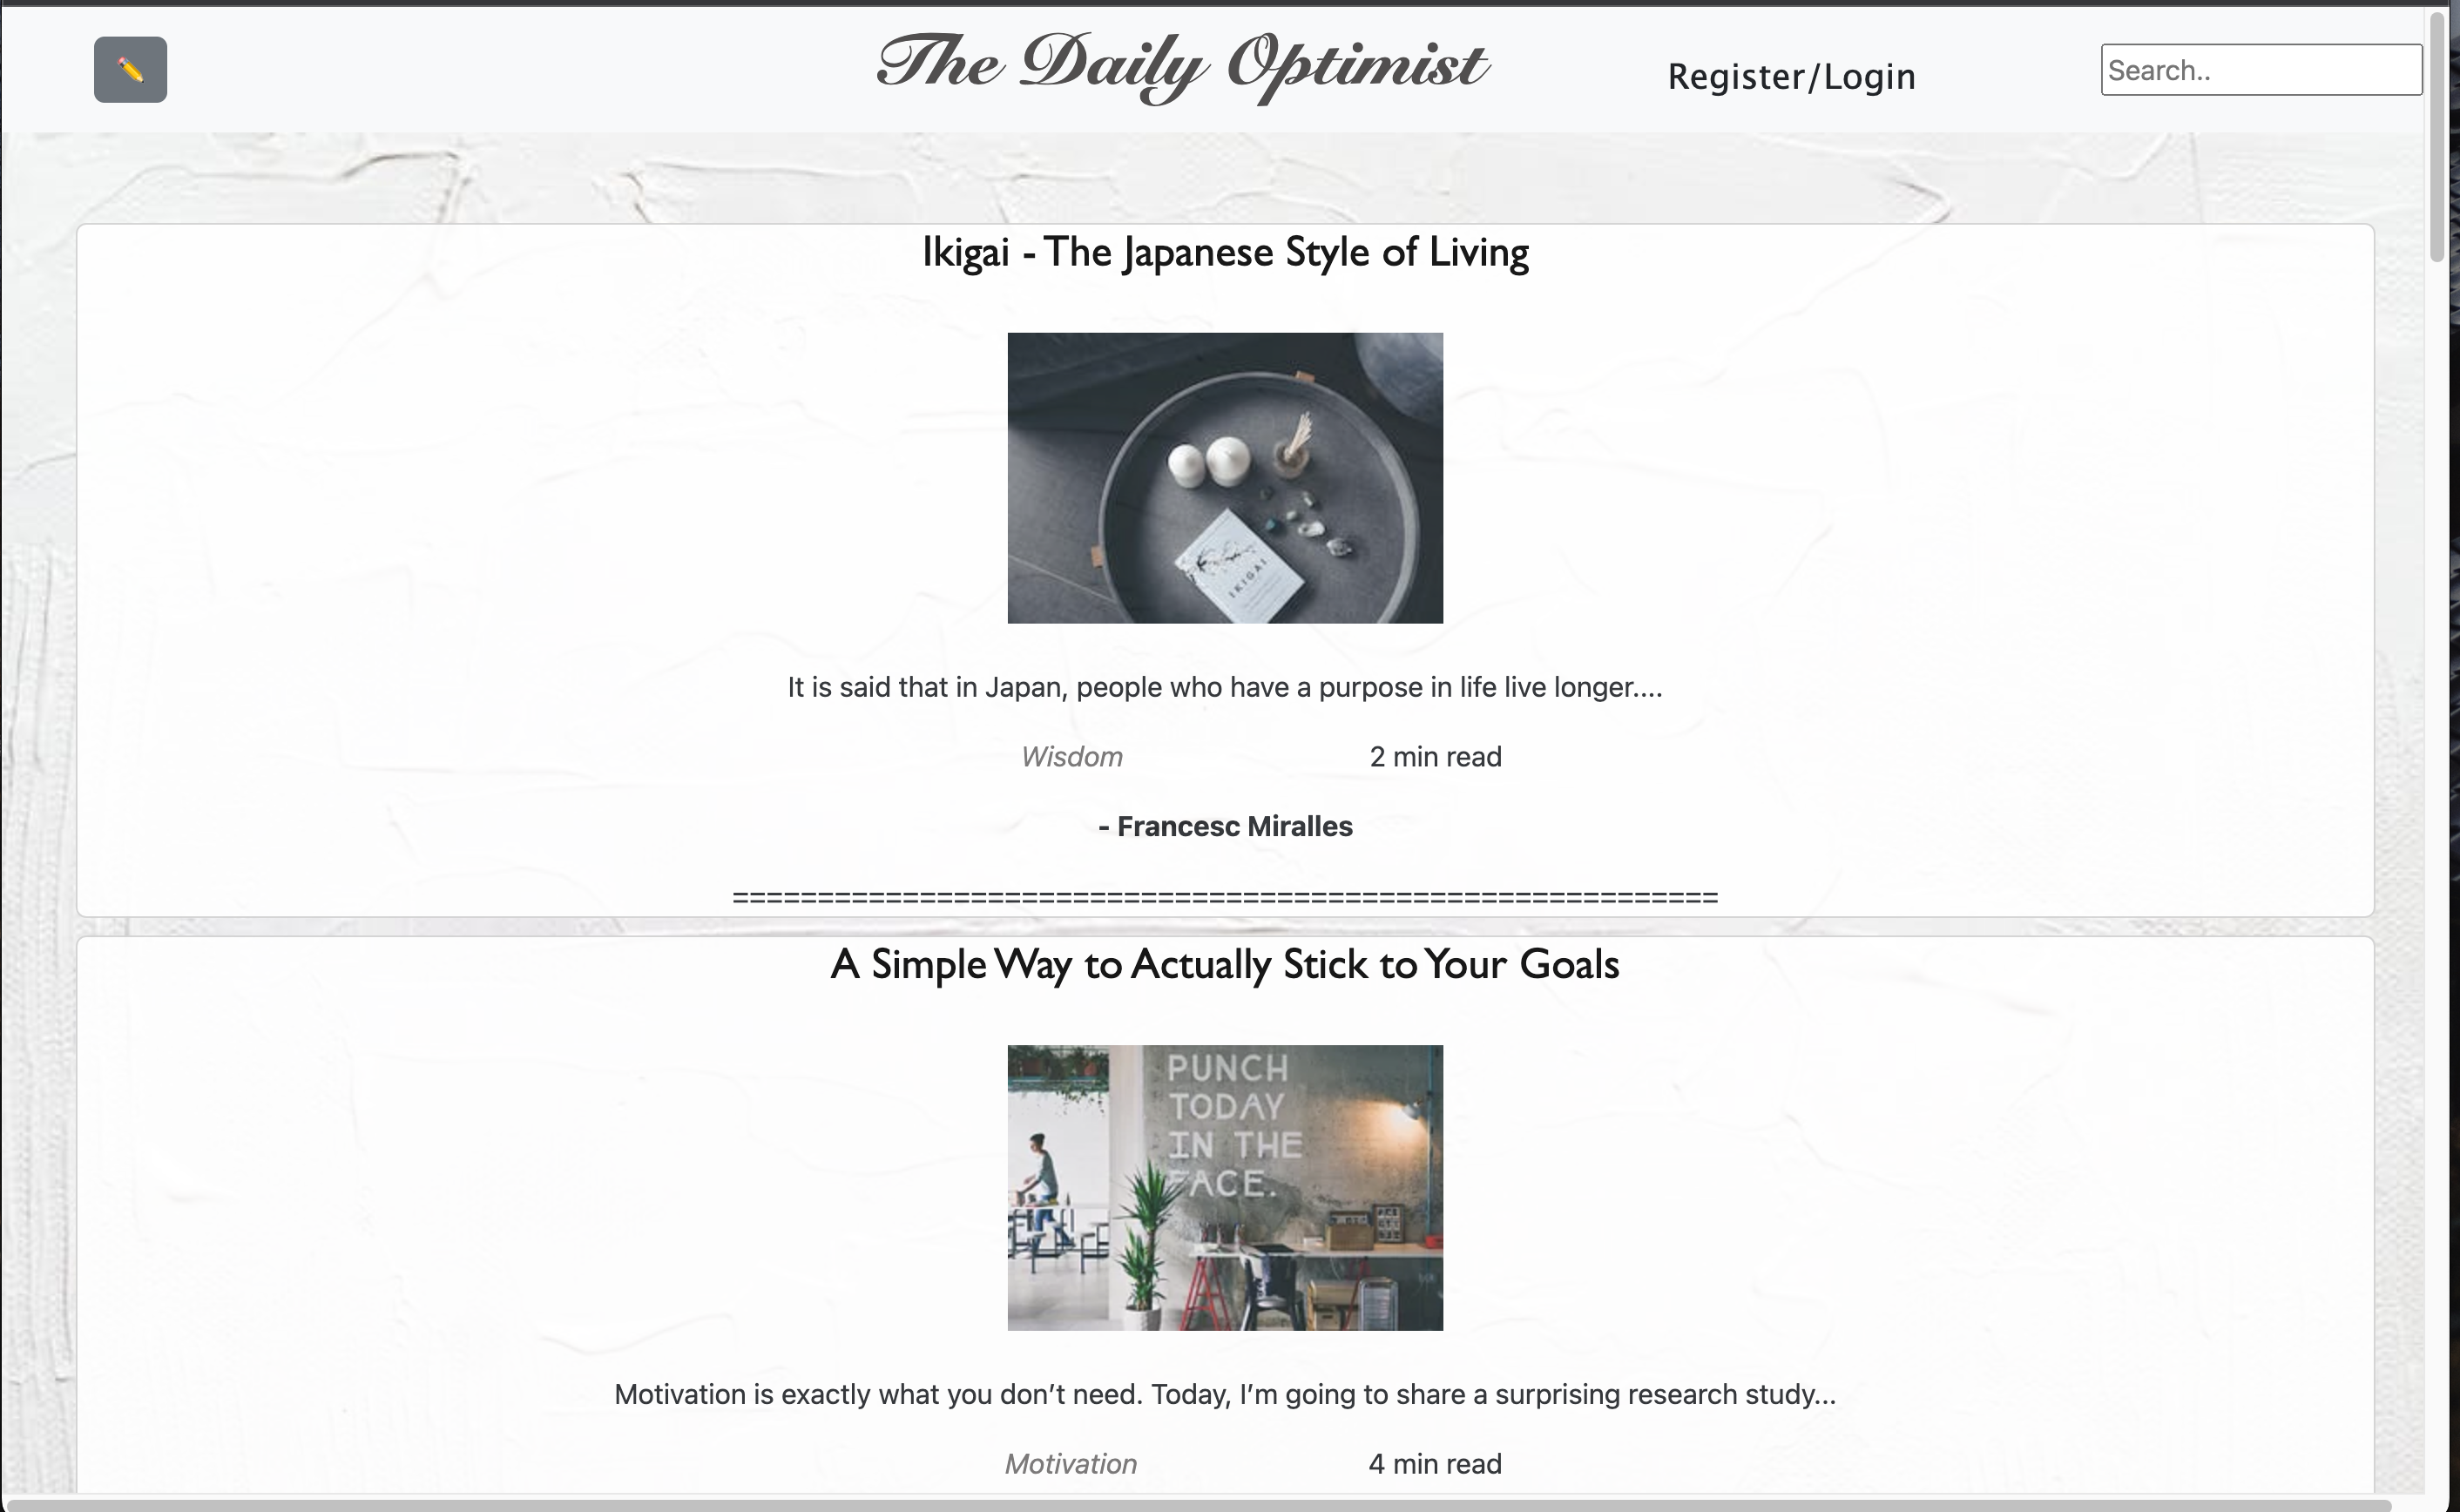 The Daily Optimist
Register/Login
Search..
Ikigai - The Japanese Style of Living
IKIGAI
It is said that in Japan, people who have a purpose in life live longer....
Wisdom 2 min read
- Francesc Miralles
==========================================================
A Simple Way to Actually Stick to Your Goals
PUNCH
TODAY
IN THE
FACE.
Motivation is exactly what you don’t need. Today, I’m going to share a surprising research study...
Motivation 4 min read